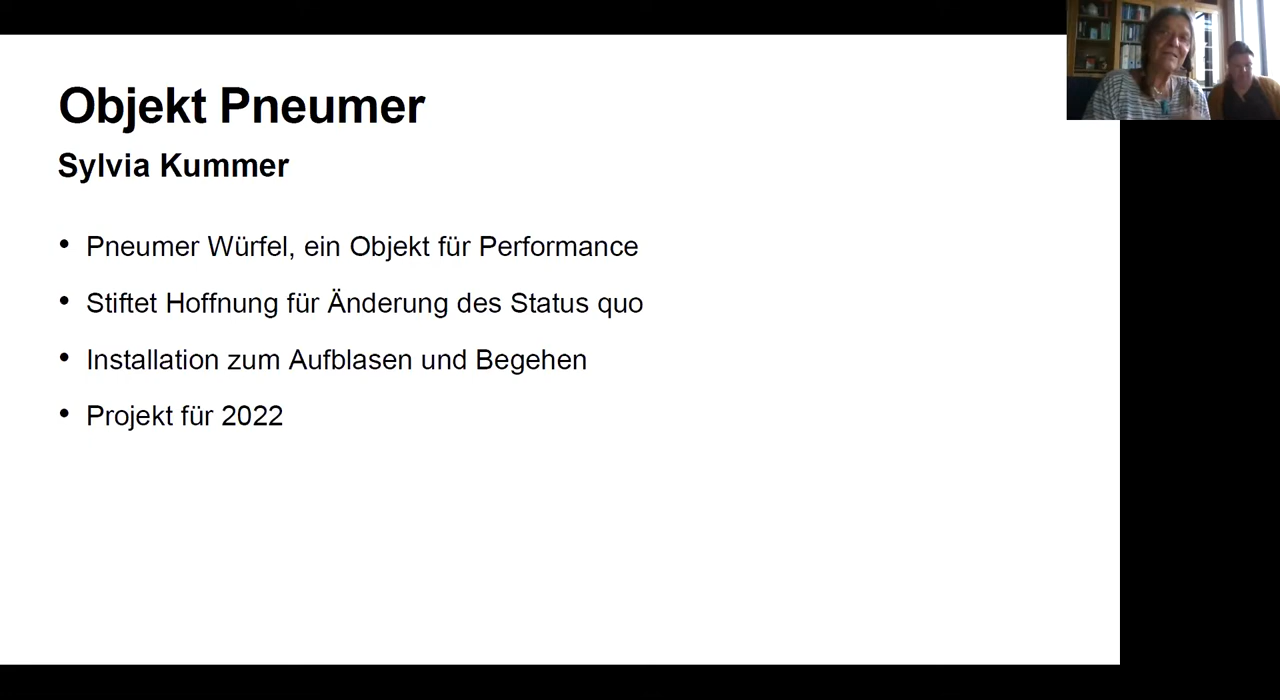 Objekt Pneumer
Sylvia Kummer
• Pneumer Würfel, ein Objekt für Performance
• Stiftet Hoffnung für Änderung des Status quo
• Installation zum Aufblasen und Begehen
• Projekt für 2022